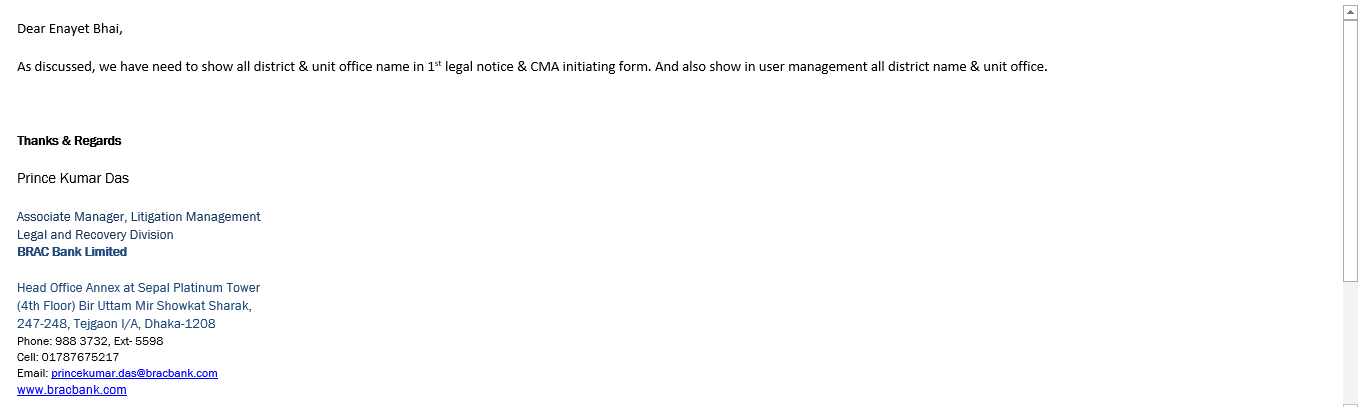 Dear Enayet Bhai,
As discussed, we have need to show all district & unit office name in 1st legal notice & CMA initiating form. And also show in user management all district name & unit office.
Thanks & Regards
Prince Kumar Das
Associate Manager, Litigation Management
Legal and Recovery Division
BRAC Bank Limited
Head Office Annex at Sepal Platinum Tower
(4th Floor) Bir Uttam Mir Showkat Sharak,
247-248, Tejgaon I/A, Dhaka-1208
Phone: 988 3732, Ext- 5598
Cell: 01787675217
Email: princekumar.das@bracbank.com
www.bracbank.com